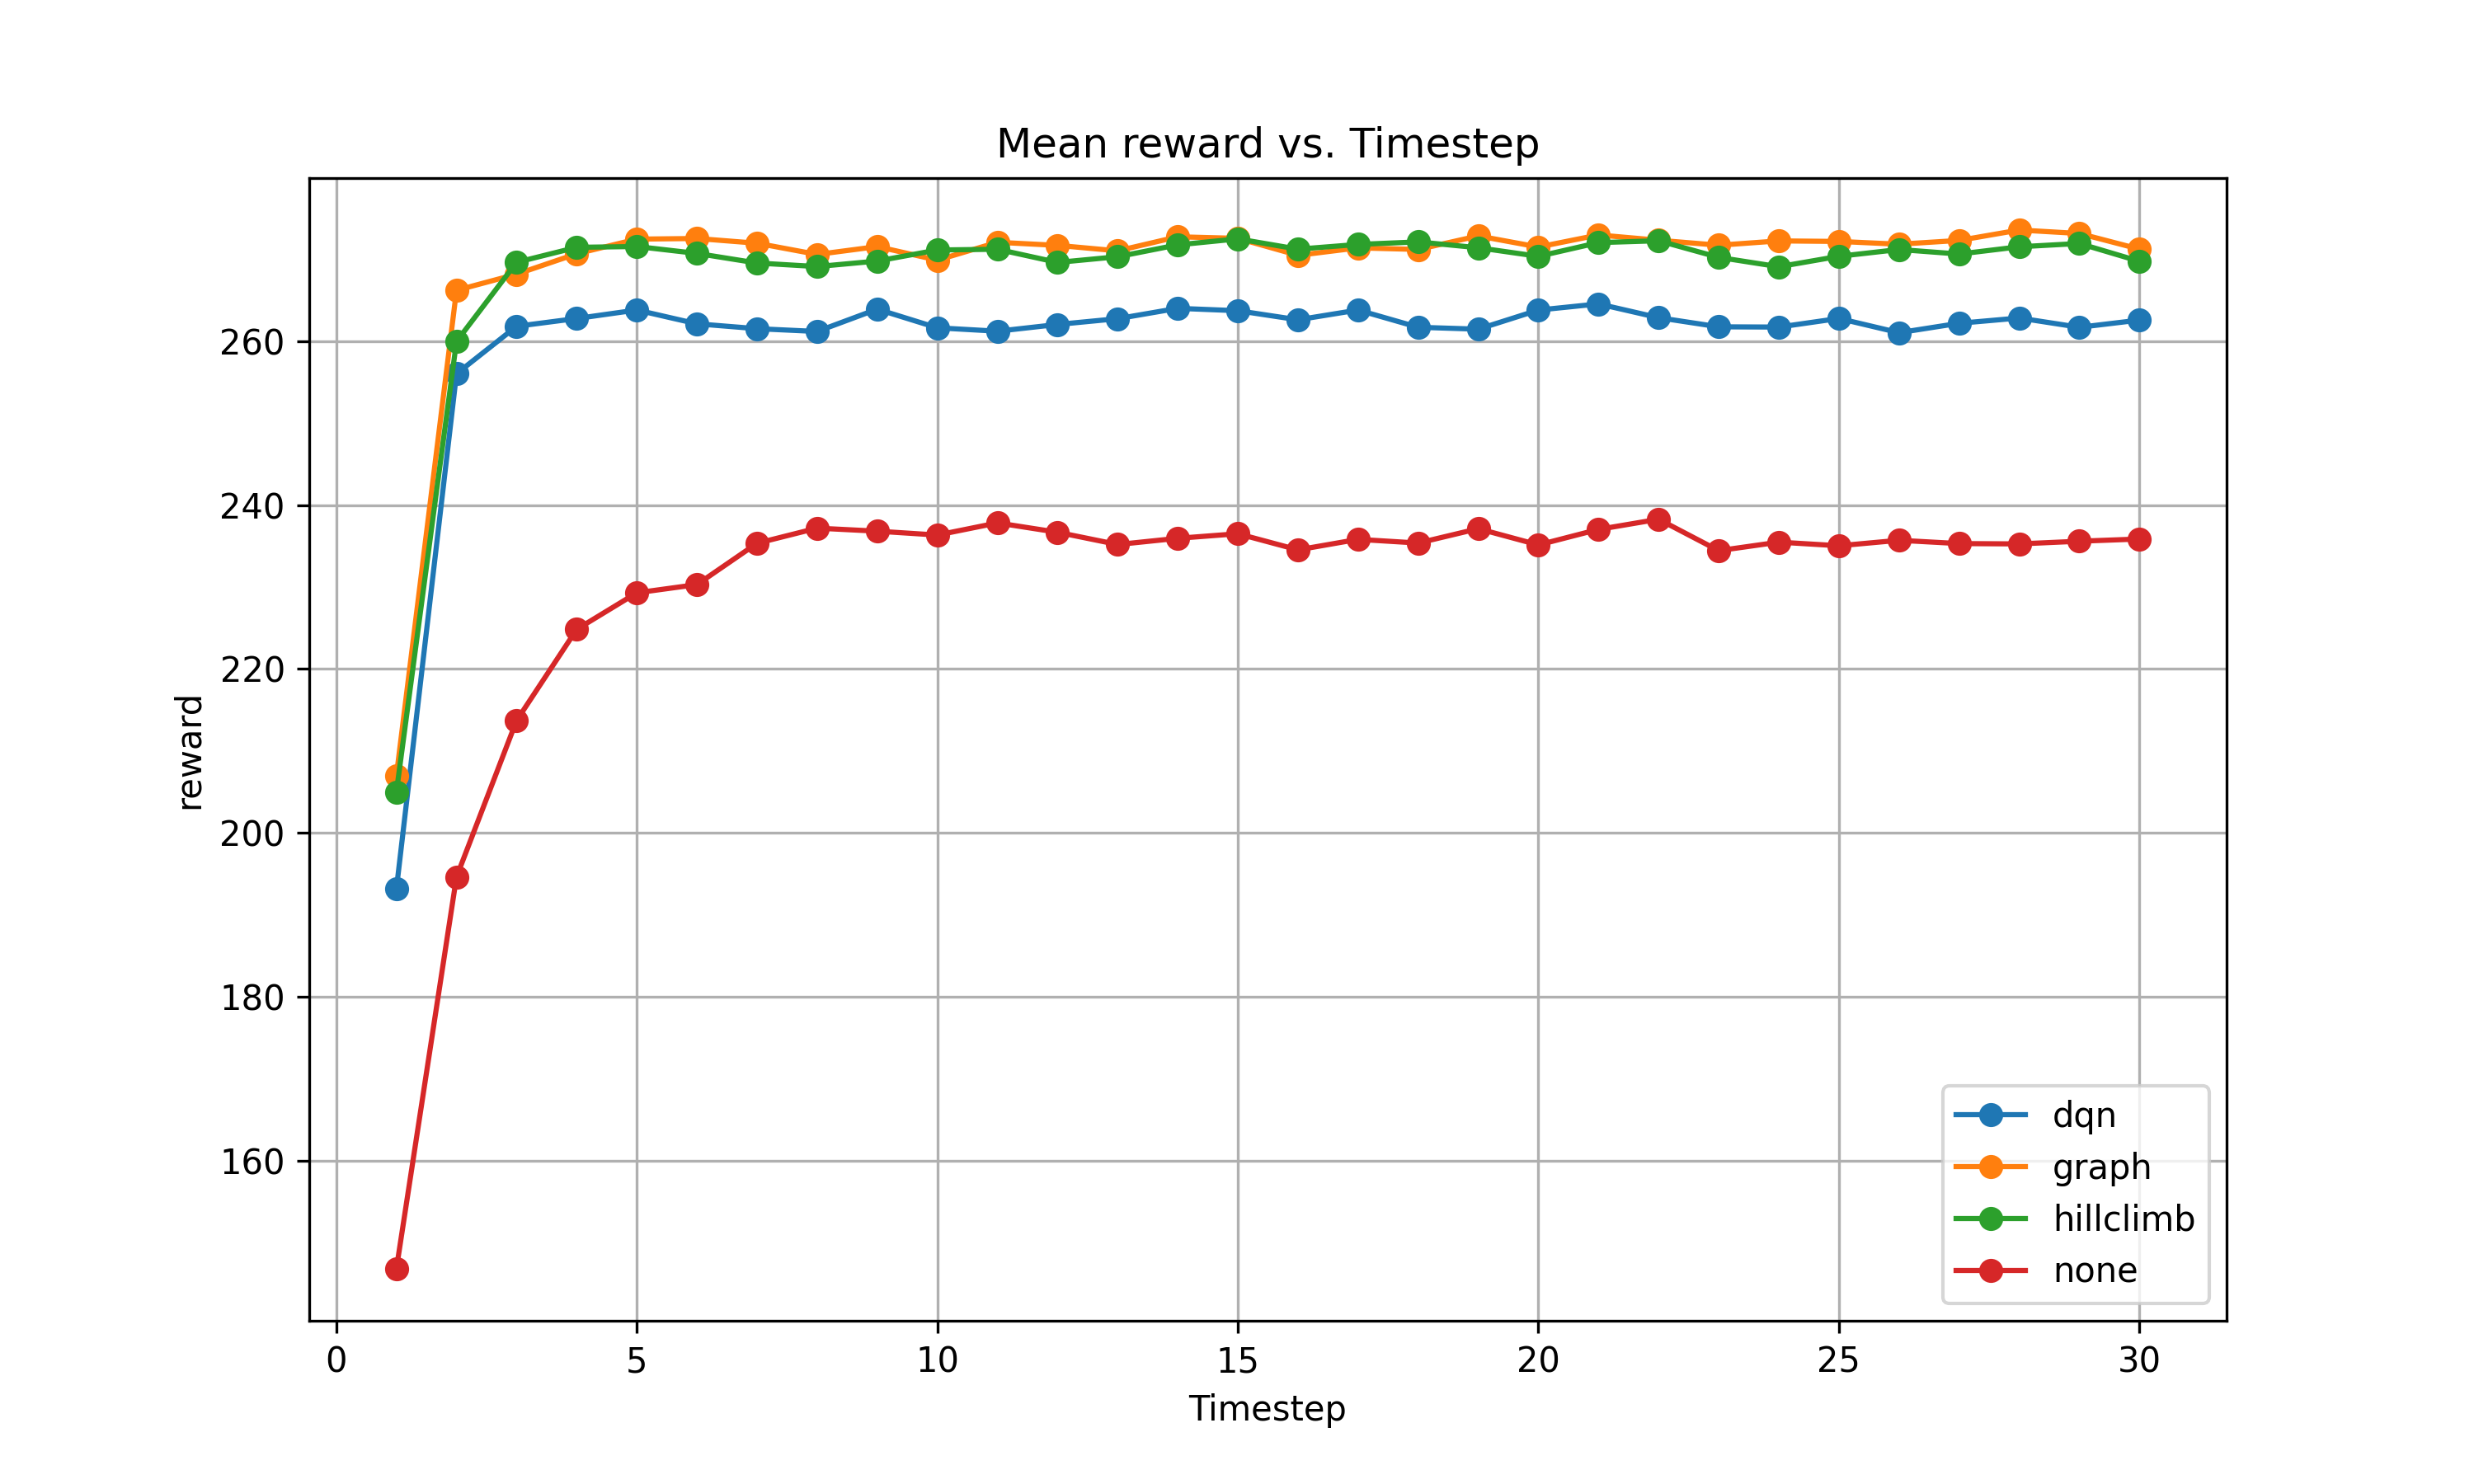 Mean reward vs. Timestep
reward
260
240
220
200
180
160
0 5 10 15 20 25 30
Timestep
dqn
graph
hillclimb
none